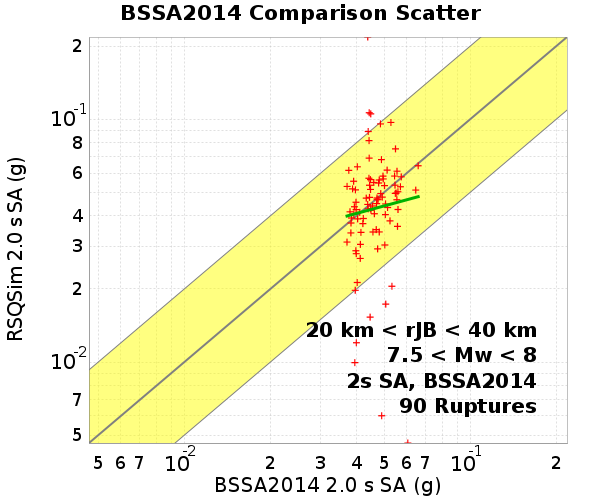 BSSA2014 Comparison Scatter
RSQSim 2.0 s SA (g)
2
10-1
8
6
4
3
2
10-2
7
5
20 km < rJB < 40 km
7.5 < Mw < 8
2s SA, BSSA2014
90 Ruptures
5 6 7 10-2 2 3 4 5 6 7 10-1 2
BSSA2014 2.0 s SA (g)